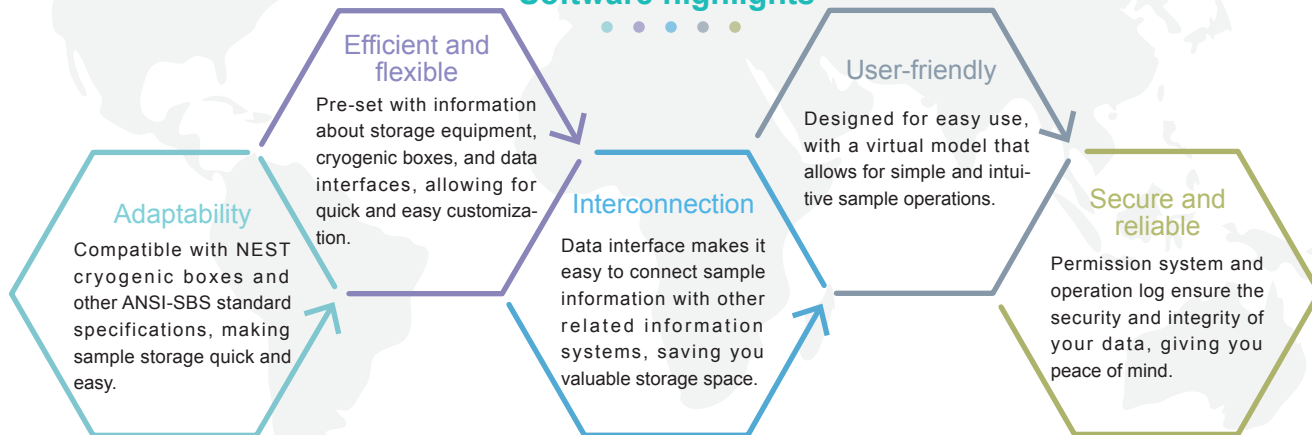 Software highlights
Efficient and
flexible
Pre-set with information
about storage equipment,
cryogenic boxes, and data
interfaces, allowing for
quick and easy customiza-
tion.
User-friendly
Designed for easy use,
with a virtual model that
allows for simple and intui-
tive sample operations.
Adaptability
Compatible with NEST
cryogenic boxes and
other ANSI-SBS standard
specifications, making
sample storage quick and
easy.
Interconnection
Data interface makes it
easy to connect sample
information with other
related information
systems, saving you
valuable storage space.
Secure and
reliable
Permission system and
operation log ensure the
security and integrity of
your data, giving you
peace of mind.